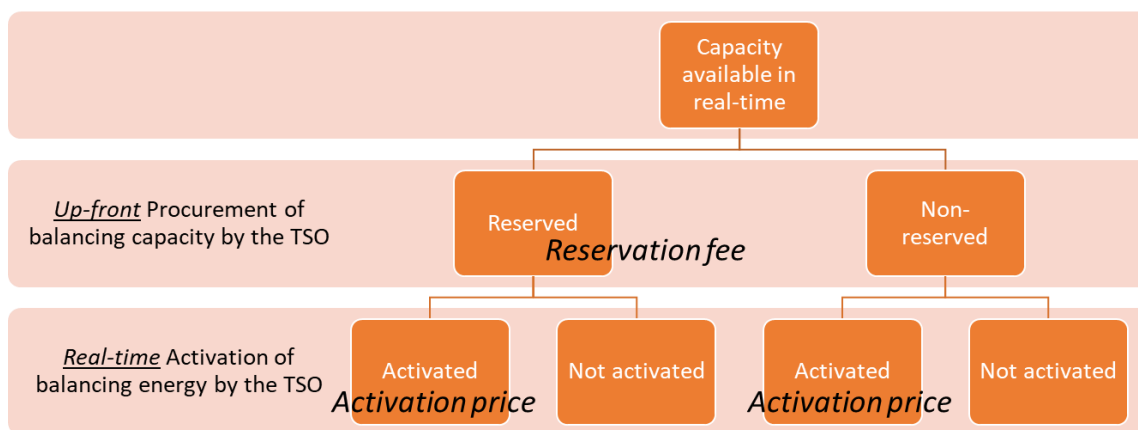 Capacity
available in
real-time
Up-front Procurement of
balancing capacity by the TSO
Reserved
Reservation fee
Non-
reserved
Real-time Activation of
balancing energy by the TSO
Activated
Activation price
Not activated
Activated
Activation price
Not activated